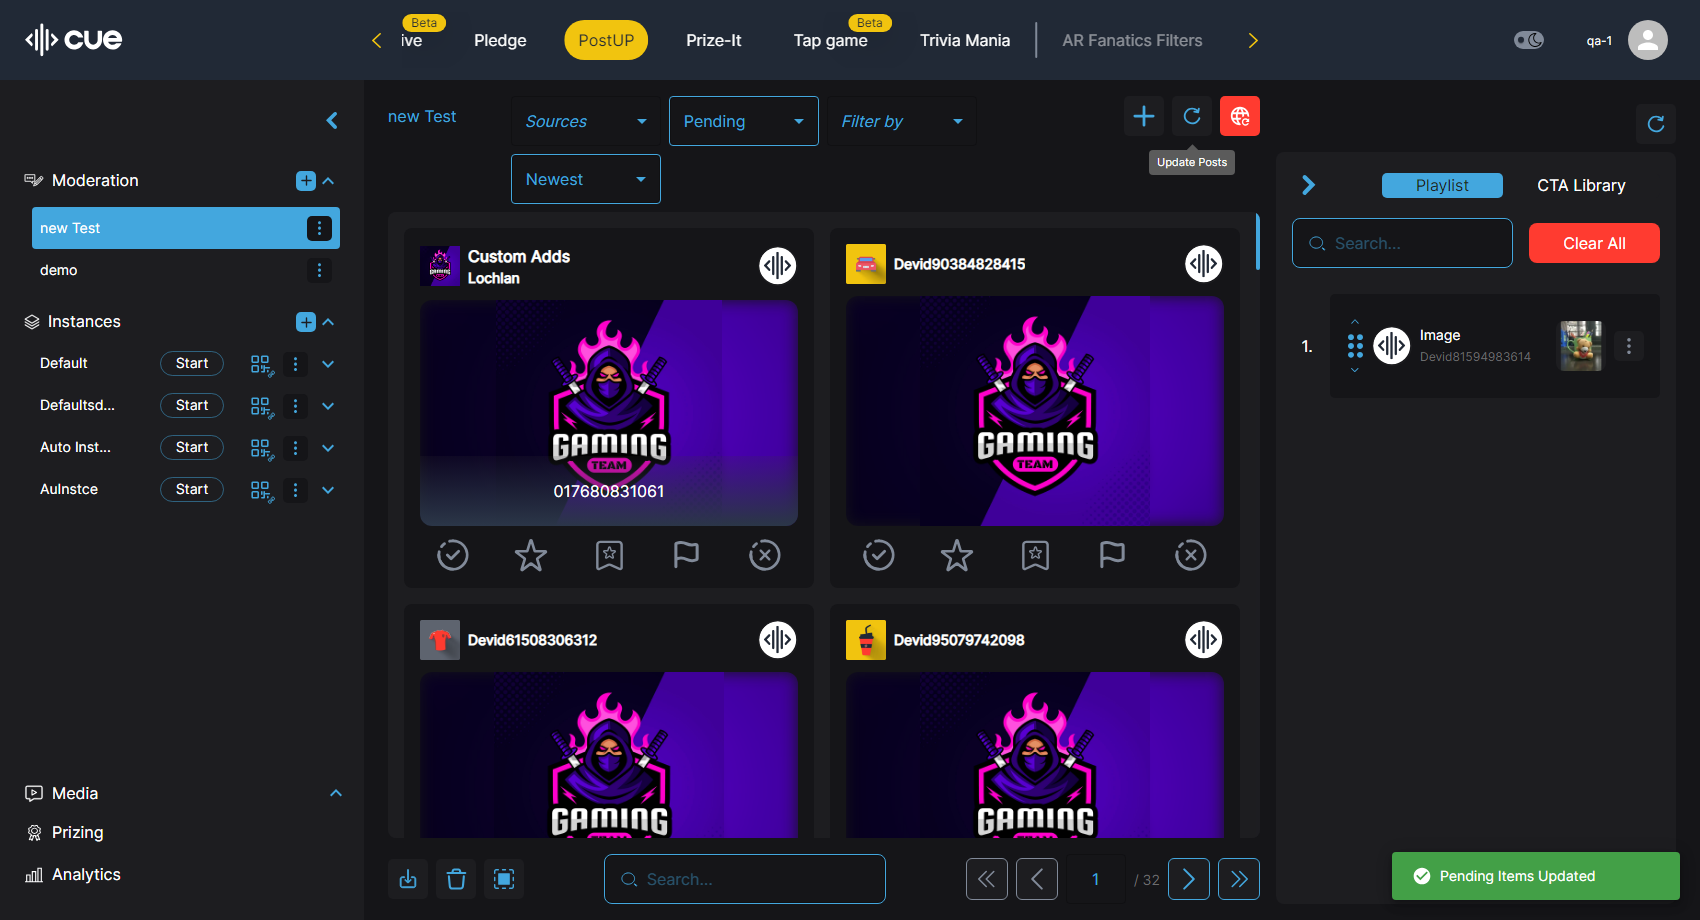 cue
Beta
ive
Pledge
PostUP
Prize-It
Beta
Tap game
Trivia Mania
AR Fanatics Filters
qa-1
Moderation
new Test
demo
Instances
Default
Start
Defaultsd...
Start
Auto Inst...
Start
AuInstce
Start
Media
Prizing
Analytics
new Test
Sources
Pending
Filter by
Newest
Update Posts
Custom Adds
Lochlan
GAMING
TEAM
017680831061
Devid90384828415
GAMING
TEAM
Devid61508306312
GAMING
TEAM
Devid95079742098
GAMING
TEAM
Search...
1
/ 32
Playlist
CTA Library
Search...
Clear All
1.
Image
Devid81594983614
Pending Items Updated